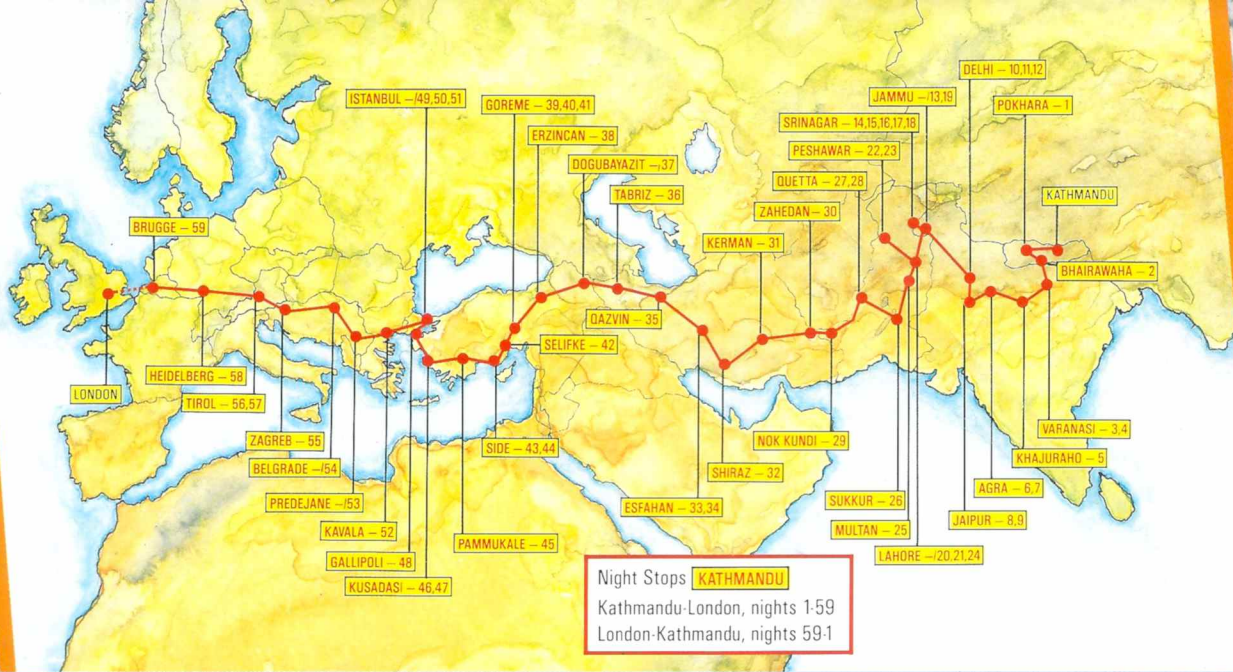 DELHI – 10,11,12
ISTANBUL –/49,50,51
GOREME – 39,40,41
JAMMU –/13,19
POKHARA – 1
SRINAGAR – 14,15,16,17,18
ERZINCAN – 38
PESHAWAR – 22,23
DOGUBAYAZIT –/37
QUETTA – 27,28
TABRIZ – 36
KATHMANDU
ZAHEDAN – 30
BRUGGE – 59
KERMAN – 31
BHAIRAWAHA – 2
QAZVIN – 35
SELIFKE – 42
HEIDELBERG – 58
LONDON
TIROL – 56,57
VARANASI – 3,4
ZAGREB – 55
NOK KUNDI – 29
SIDE – 43,44
KHAJURAHO – 5
BELGRADE –/54
SHIRAZ – 32
AGRA – 6,7
PREDEJANE –/53
SUKKUR – 26
ESFAHAN – 33,34
JAIPUR – 8,9
KAVALA – 52
MULTAN – 25
PAMMUKALE – 45
LAHORE –/20,21,24
GALLIPOLI – 48
KUSADASI – 46,47
Night Stops KATHMANDU
Kathmandu-London, nights 1-59
London-Kathmandu, nights 59-1